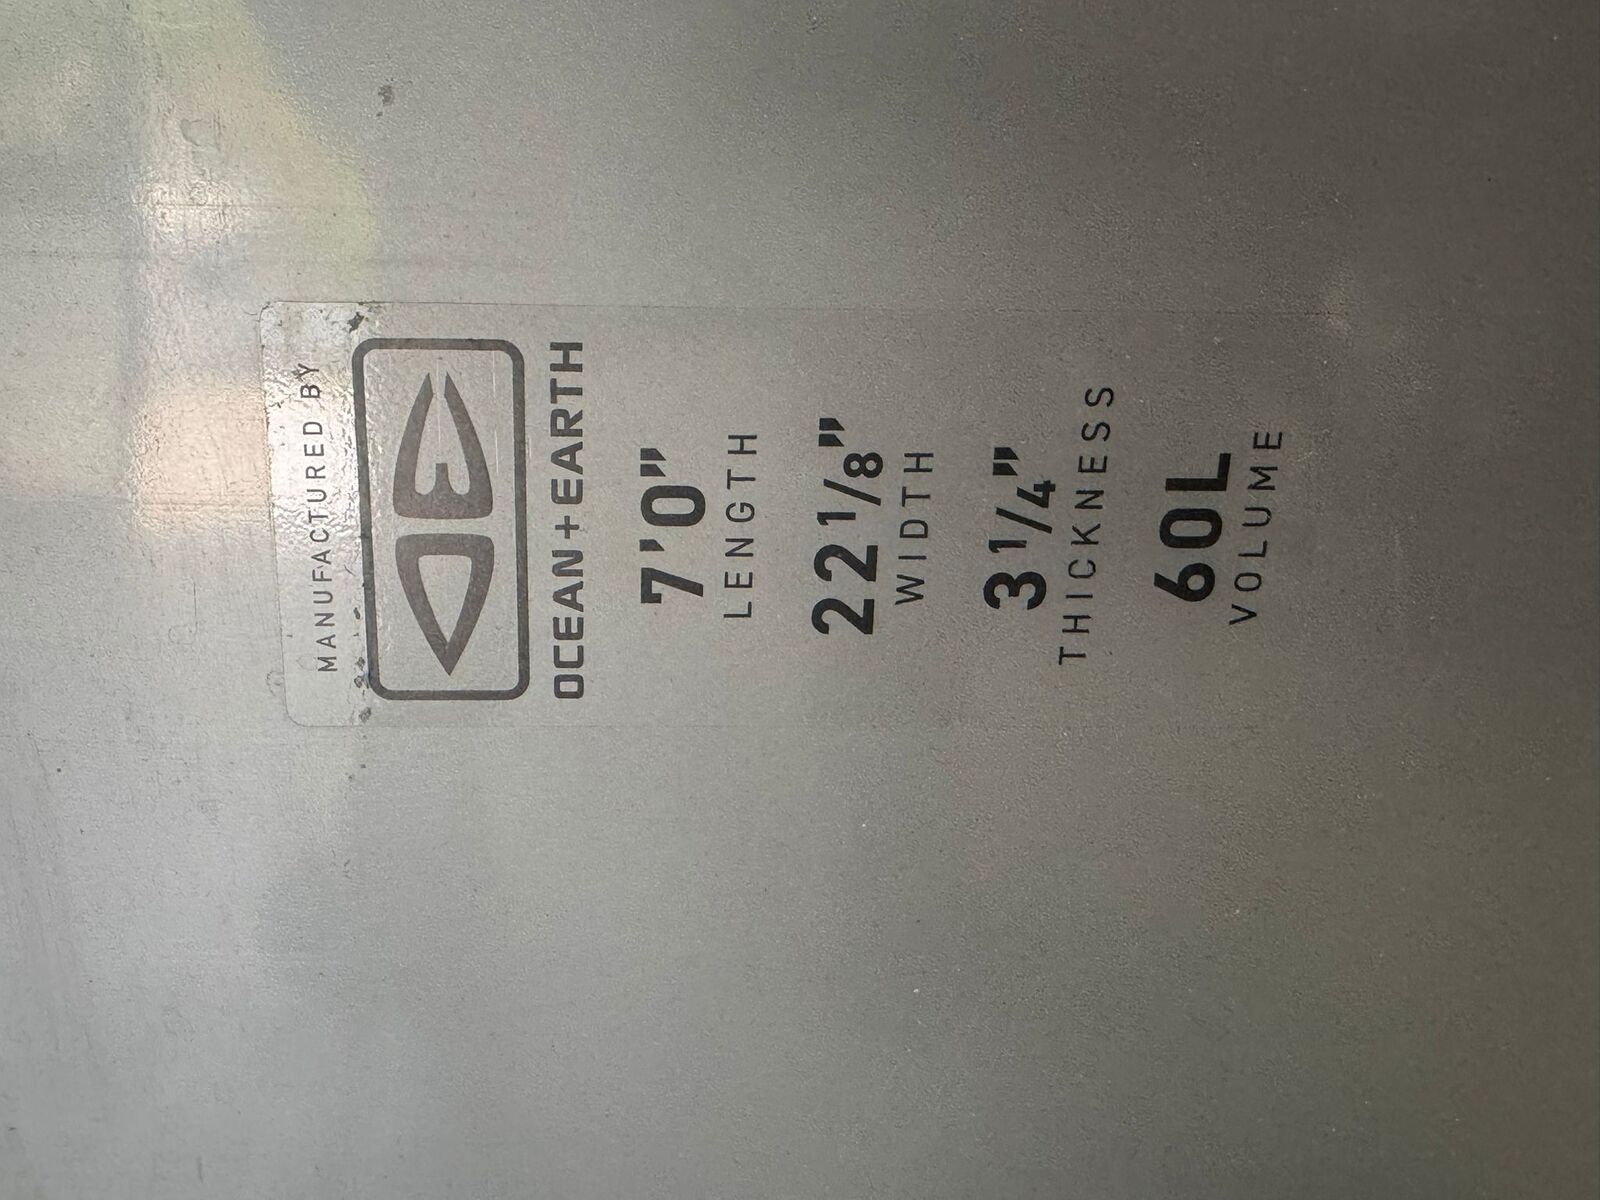 MANUFACTURED BY
OCEAN+EARTH
7'0"
LENGTH
22 1/8"
WIDTH
3 1/4"
THICKNESS
60L
VOLUME